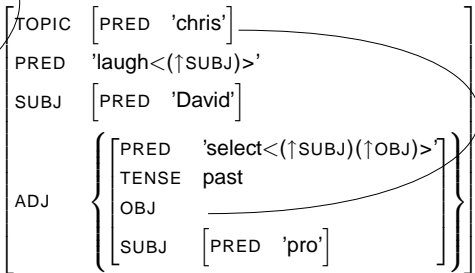 TOPIC [PRED 'chris']
PRED 'laugh<(↑SUBJ)>'
SUBJ [PRED 'David']
PRED 'select<(↑SUBJ)(↑OBJ)>'
TENSE past
ADJ
OBJ
SUBJ [PRED 'pro']